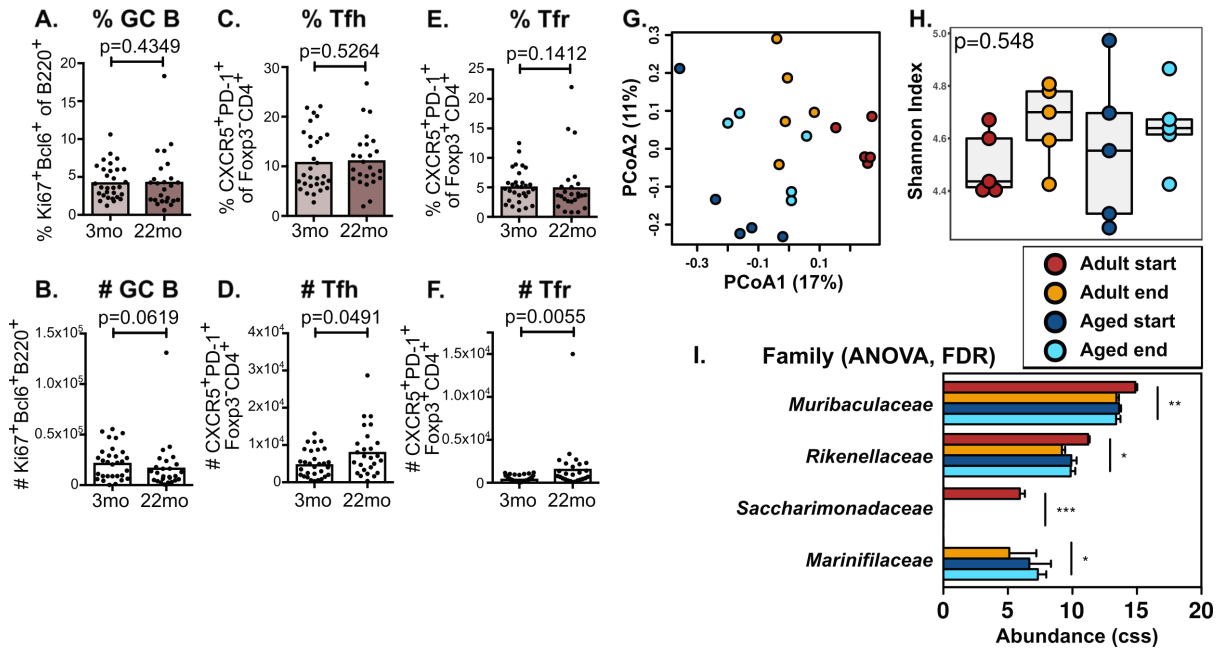 A. % GC B
p=0.4349
% Ki67+Bcl6+ of B220+
20
15
10
5
0
3mo 22mo
C. % Tfh
p=0.5264
% CXCR5+PD-1+
of Foxp3-CD4+
30
20
10
0
3mo 22mo
E. % Tfr
p=0.1412
% CXCR5+PD-1+
of Foxp3+CD4+
25
20
15
10
5
0
3mo 22mo
B. # GC B
p=0.0619
# Ki67+Bcl6+B220+
1.5x10^5
1.0x10^5
0.5x10^5
0
3mo 22mo
D. # Tfh
p=0.0491
# CXCR5+PD-1+
Foxp3-CD4+
4x10^4
3x10^4
2x10^4
1x10^4
0
3mo 22mo
F. # Tfr
p=0.0055
# CXCR5+PD-1+
Foxp3+CD4+
1.5x10^4
1.0x10^4
0.5x10^4
0
3mo 22mo
G.
PCoA2 (11%)
0.3
0.1
0.0
-0.1
-0.2
-0.3 -0.1 0.1
PCoA1 (17%)
H.
p=0.548
Shannon Index
5.0
4.8
4.6
4.4
Adult start
Adult end
Aged start
Aged end
I. Family (ANOVA, FDR)
Muribaculaceae **
Rikenellaceae *
Saccharimonadaceae ***
Marinifilaceae *
0 5 10 15 20
Abundance (css)